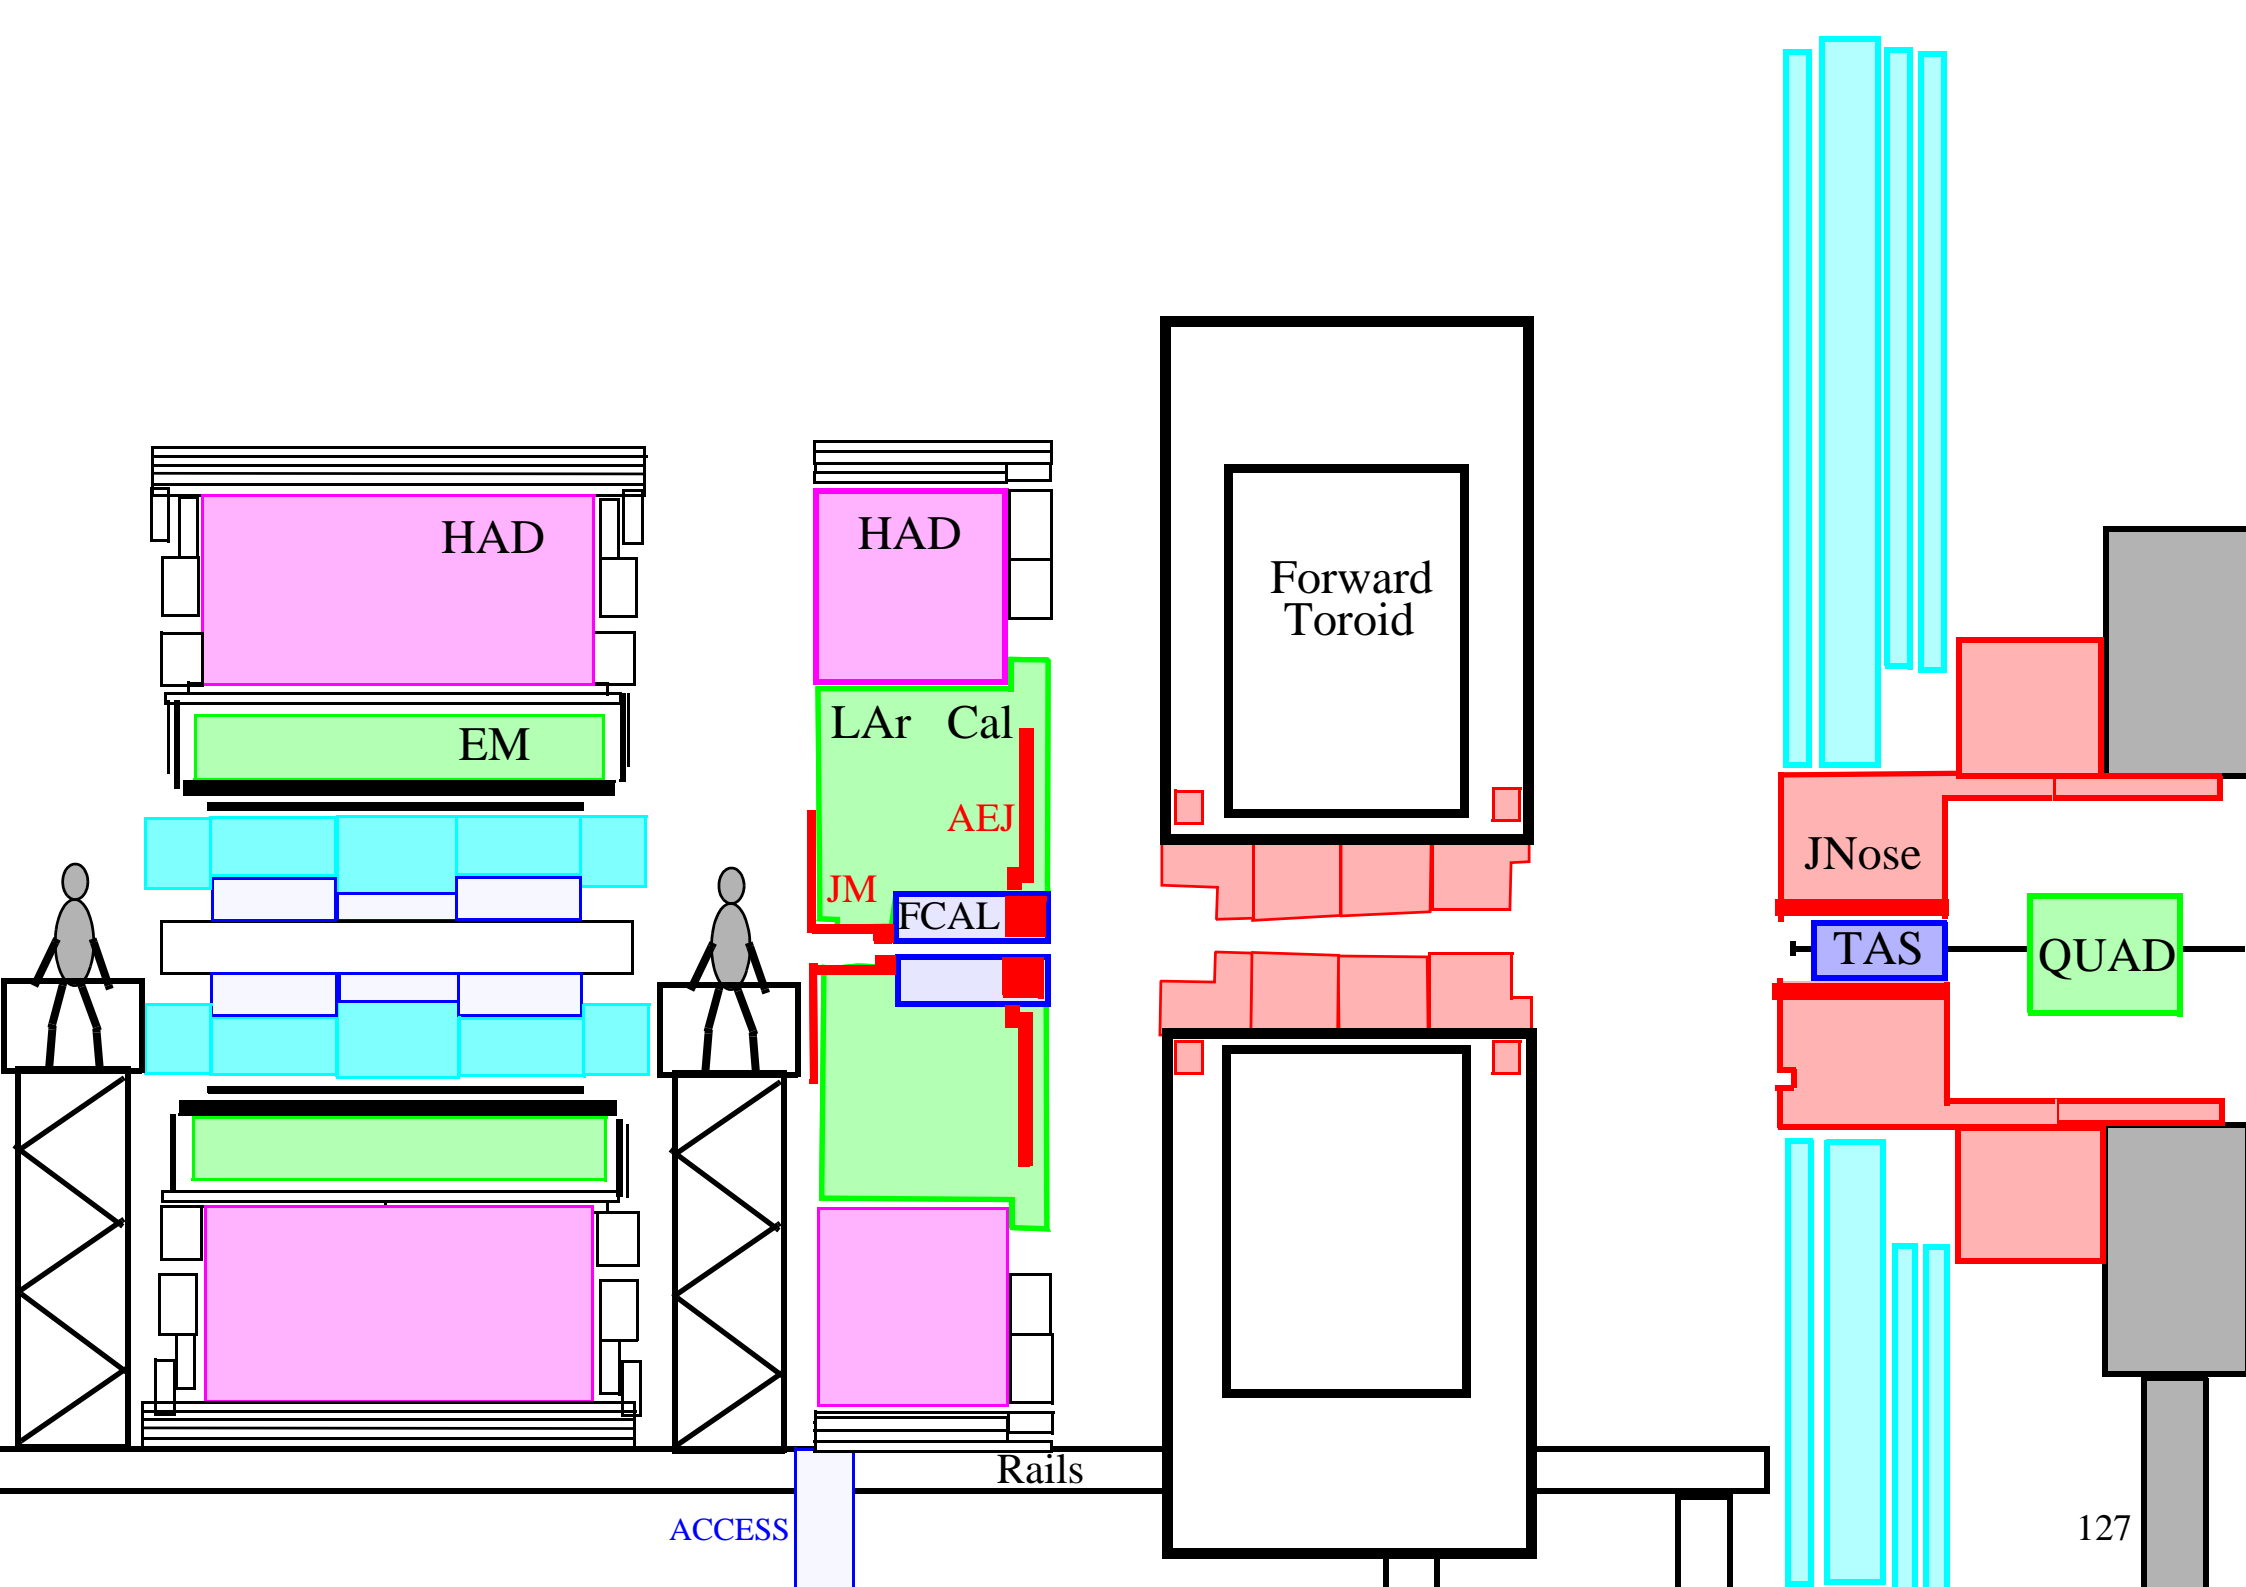 HAD
HAD
Forward
Toroid
LAr Cal
EM
AEJ
JM
FCAL
JNose
TAS
QUAD
Rails
ACCESS
127